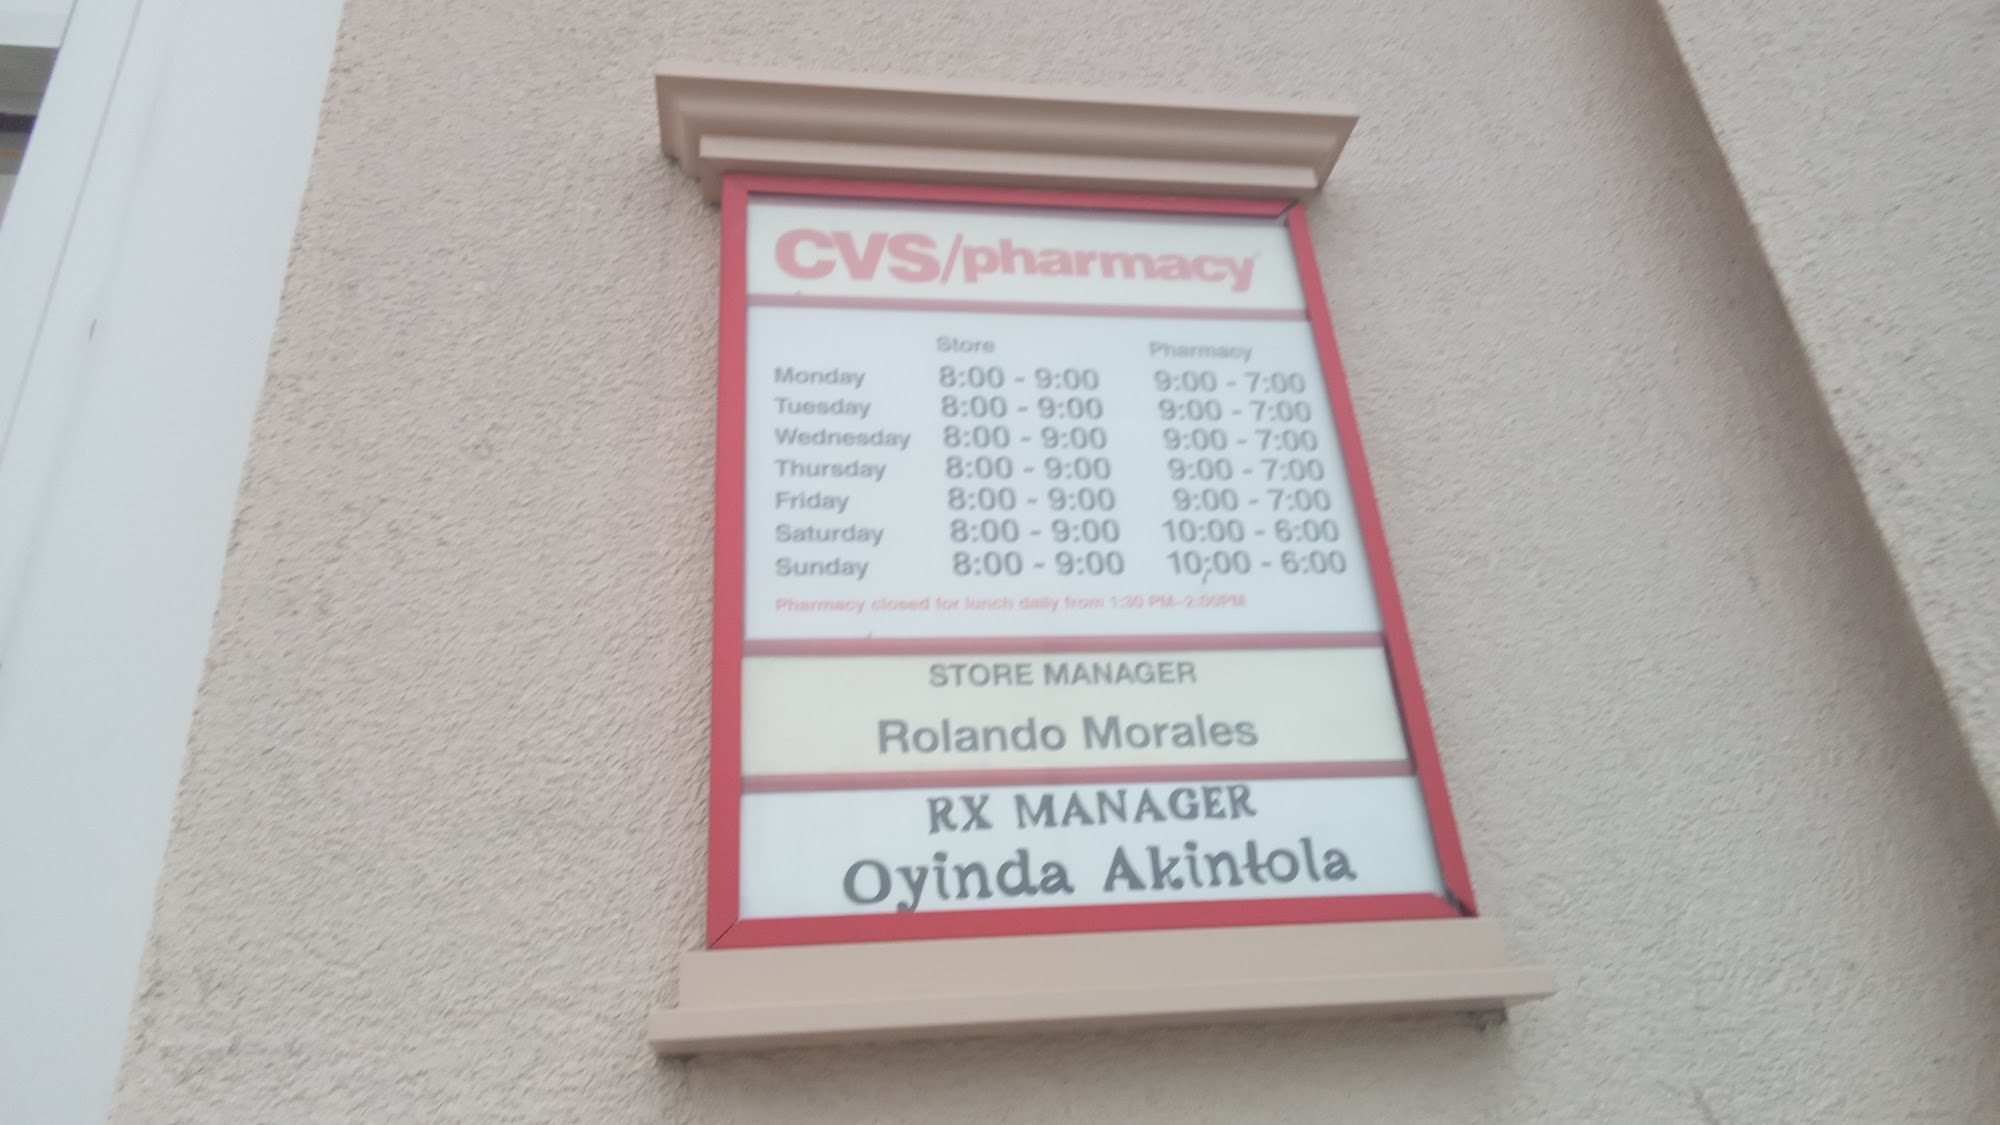 CVS/pharmacy
Store Pharmacy
Monday 8:00 - 9:00 9:00 - 7:00
Tuesday 8:00 - 9:00 9:00 - 7:00
Wednesday 8:00 - 9:00 9:00 - 7:00
Thursday 8:00 - 9:00 9:00 - 7:00
Friday 8:00 - 9:00 9:00 - 7:00
Saturday 8:00 - 9:00 10:00 - 6:00
Sunday 8:00 - 9:00 10:00 - 6:00
Pharmacy closed for lunch daily from 1:30 PM-2:00PM
STORE MANAGER
Rolando Morales
RX MANAGER
Oyinda Akintola